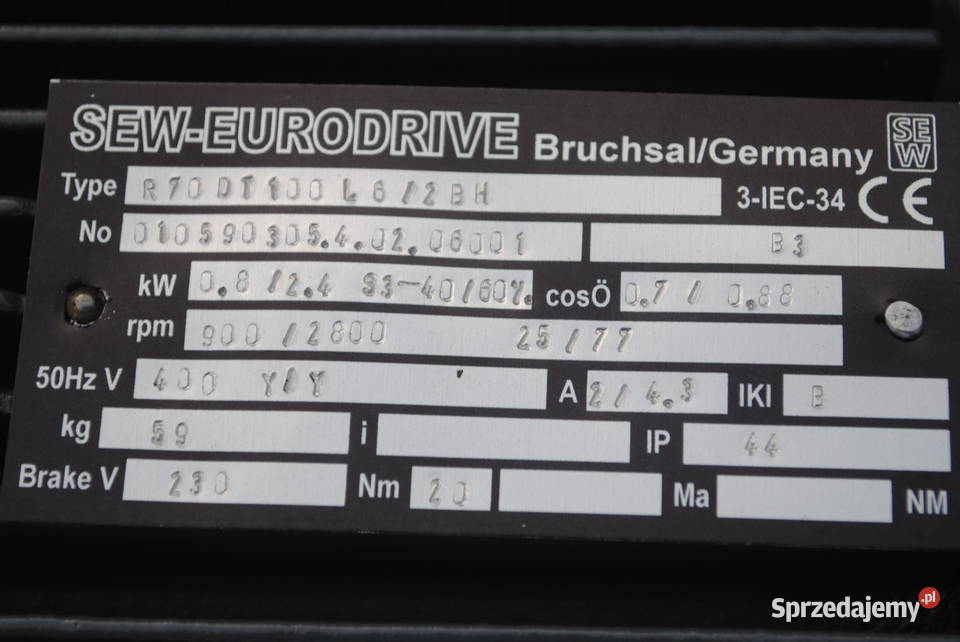 SEW-EURODRIVE Bruchsal/Germany SEW
Type R70DT100L6/2BH 3-IEC-34 CE
No 010590305.4.02.06001 B3
kW 0.8/2.4 S3-40/60% cosÖ 0.7/0.88
rpm 900/2800 25/77
50Hz V 400 Y/Y A 2/4.3 IKI B
kg 59 i IP 44
Brake V 230 Nm 20 Ma NM
Sprzedajemy.pl